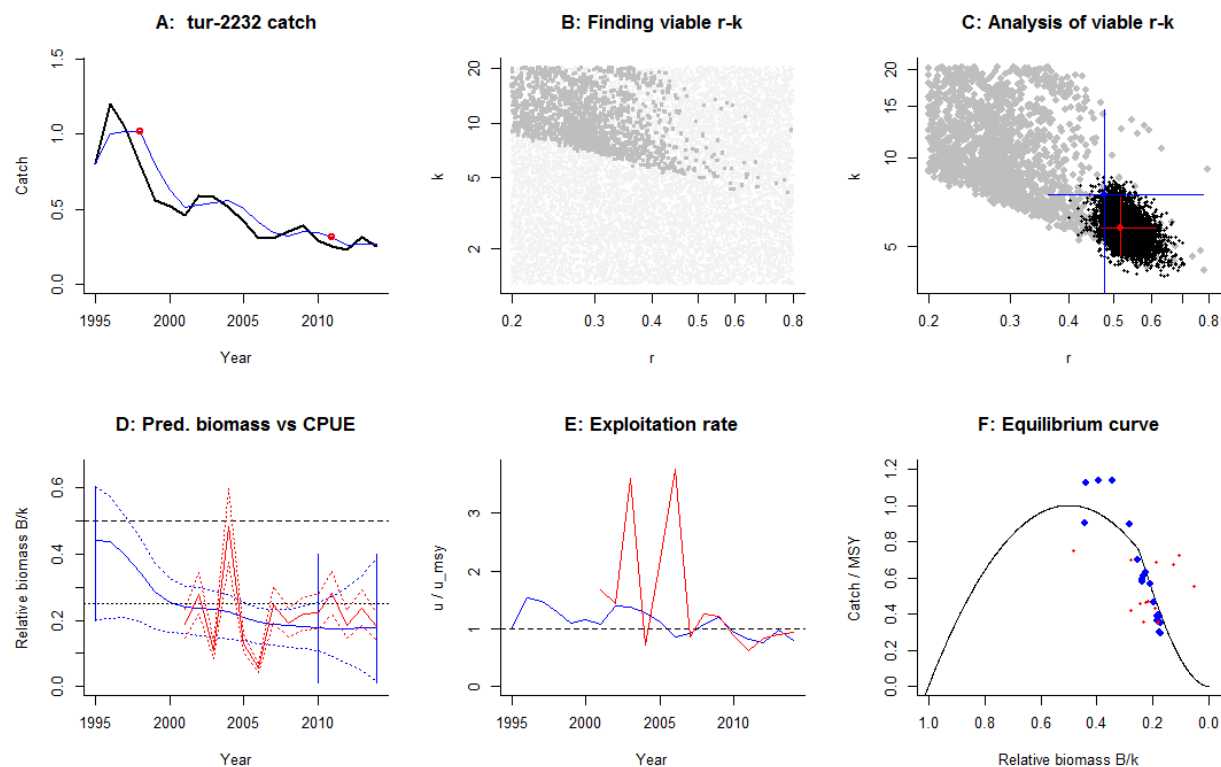 A: tur-2232 catch
Catch
0.0 0.5 1.0 1.5
1995 2000 2005 2010
Year
B: Finding viable r-k
k
2 5 10 20
0.2 0.3 0.4 0.5 0.6 0.8
r
C: Analysis of viable r-k
k
5 10 15 20
0.2 0.3 0.4 0.5 0.6 0.8
r
D: Pred. biomass vs CPUE
Relative biomass B/k
0.0 0.2 0.4 0.6
1995 2000 2005 2010
Year
E: Exploitation rate
u / u_msy
0 1 2 3
1995 2000 2005 2010
Year
F: Equilibrium curve
Catch / MSY
0.0 0.2 0.4 0.6 0.8 1.0 1.2
1.0 0.8 0.6 0.4 0.2 0.0
Relative biomass B/k